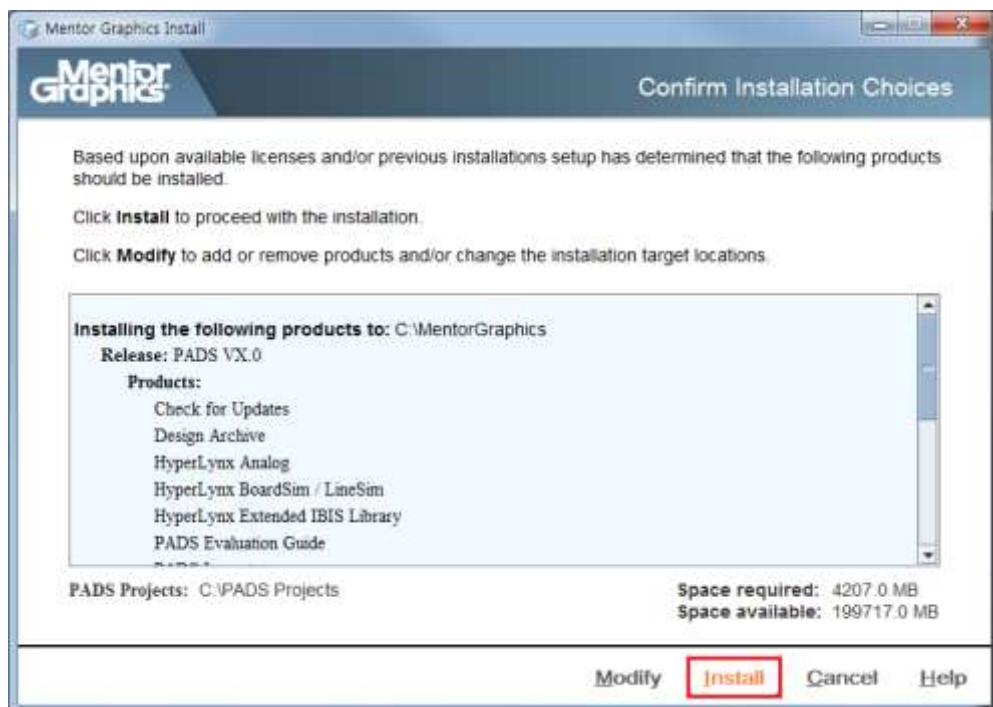 Mentor Graphics Install
Mentor
Graphics
Confirm Installation Choices
Based upon available licenses and/or previous installations setup has determined that the following products
should be installed.
Click Install to proceed with the installation.
Click Modify to add or remove products and/or change the installation target locations.
Installing the following products to: C:\MentorGraphics
Release: PADS VX.0
Products:
Check for Updates
Design Archive
HyperLynx Analog
HyperLynx BoardSim / LineSim
HyperLynx Extended IBIS Library
PADS Evaluation Guide
PADS Projects: C:\PADS Projects
Space required: 4207.0 MB
Space available: 199717.0 MB
Modify Install Cancel Help